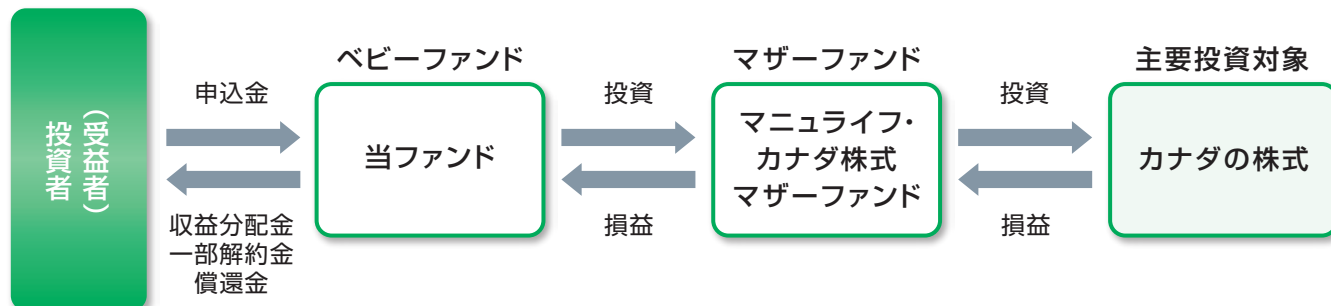 投資者
（受益者）
申込金
収益分配金
一部解約金
償還金
ベビーファンド
当ファンド
投資
損益
マザーファンド
マニュライフ・
カナダ株式
マザーファンド
投資
損益
主要投資対象
カナダの株式